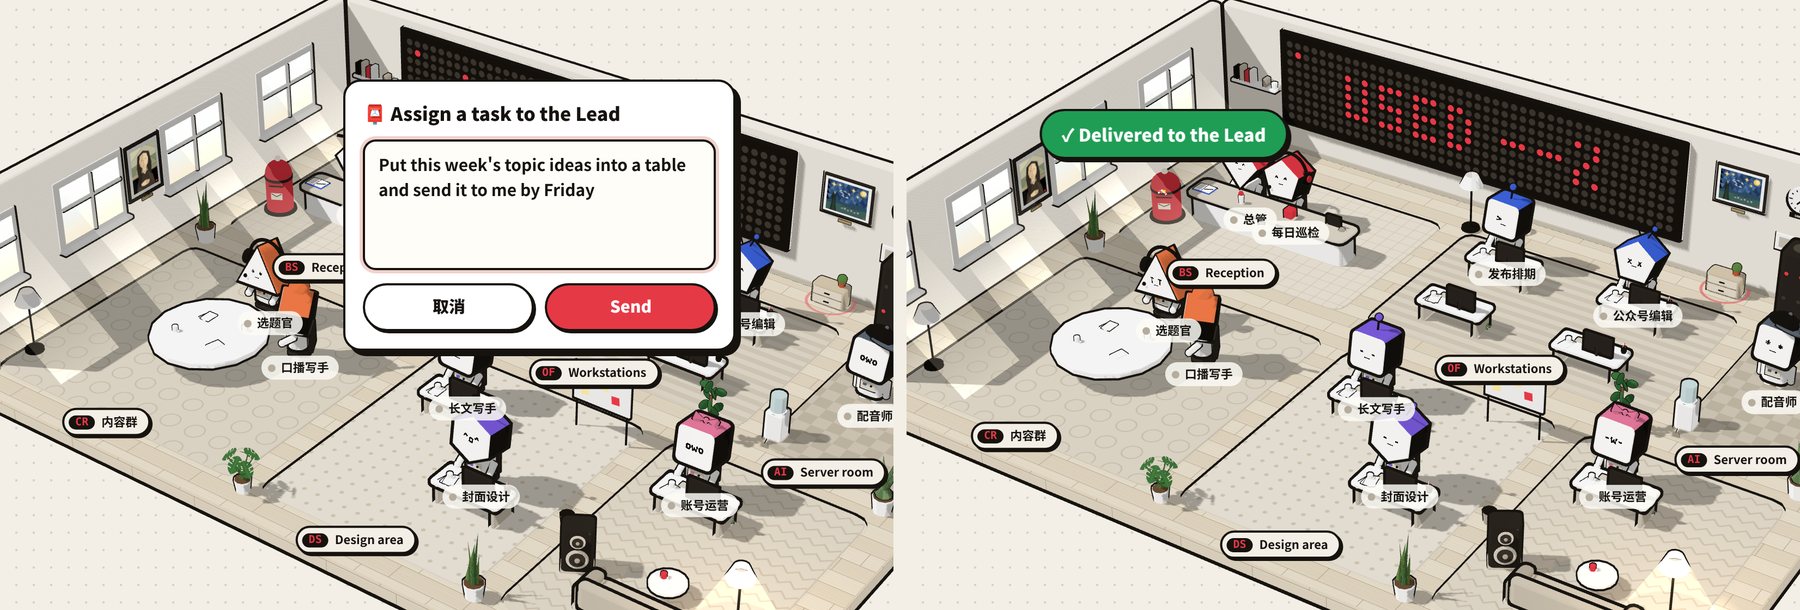 Assign a task to the Lead
Put this week's topic ideas into a table
and send it to me by Friday
取消
Send
BS Recep
选题官
口播写手
号编辑
OF Workstations
长文写手
配音师
CR 内容群
OWO
OWO
AI Server room
封面设计
账号运营
DS Design area
✓ Delivered to the Lead
USED --.-?
总管
每日巡检
BS Reception
发布排期
公众号编辑
选题官
口播写手
OF Workstations
长文写手
配音师
CR 内容群
AI Server room
封面设计
账号运营
DS Design area